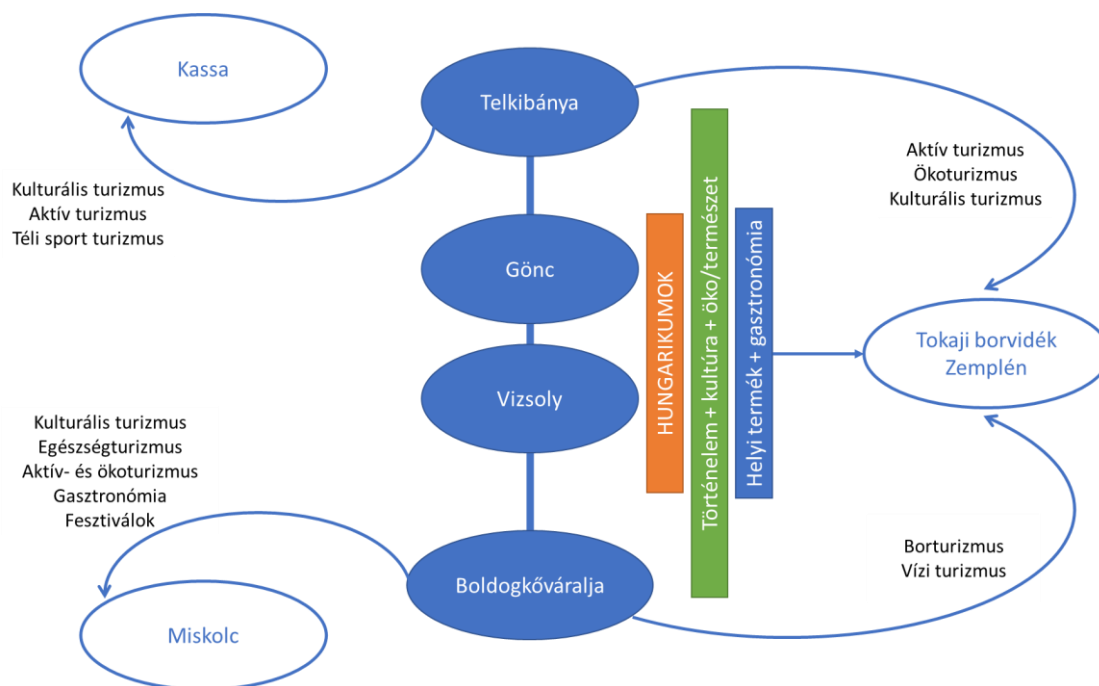 Kassa
Telkibánya
Kulturális turizmus
Aktív turizmus
Téli sport turizmus
Aktív turizmus
Ökoturizmus
Kulturális turizmus
Gönc
HUNGARIKUMOK
Történelem + kultúra + öko/természet
Helyi termék + gasztronómia
Tokaji borvidék
Zemplén
Vizsoly
Kulturális turizmus
Egészségturizmus
Aktív- és ökoturizmus
Gasztronómia
Fesztiválok
Borturizmus
Vízi turizmus
Boldogkőváralja
Miskolc